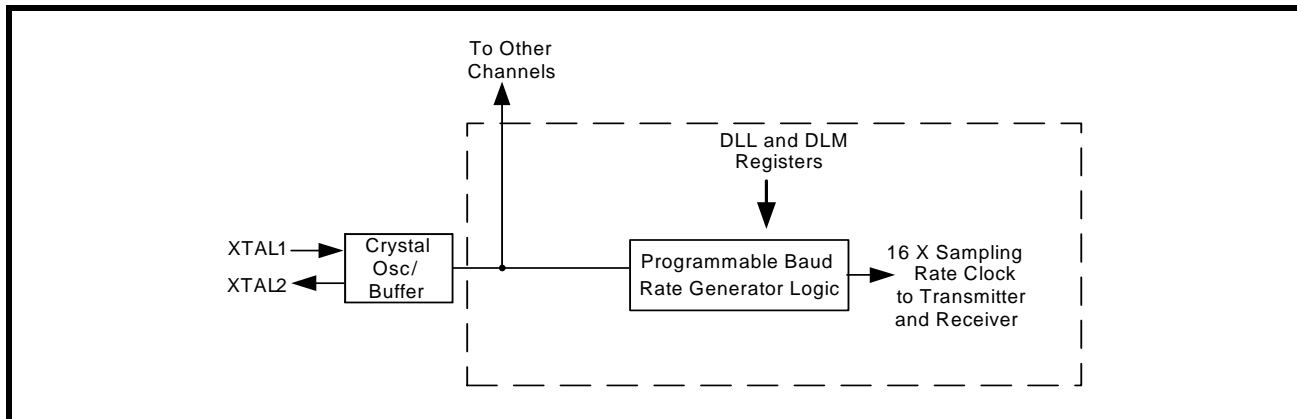 To Other
Channels
DLL and DLM
Registers
XTAL1
XTAL2
Crystal
Osc/
Buffer
Programmable Baud
Rate Generator Logic
16 X Sampling
Rate Clock
to Transmitter
and Receiver